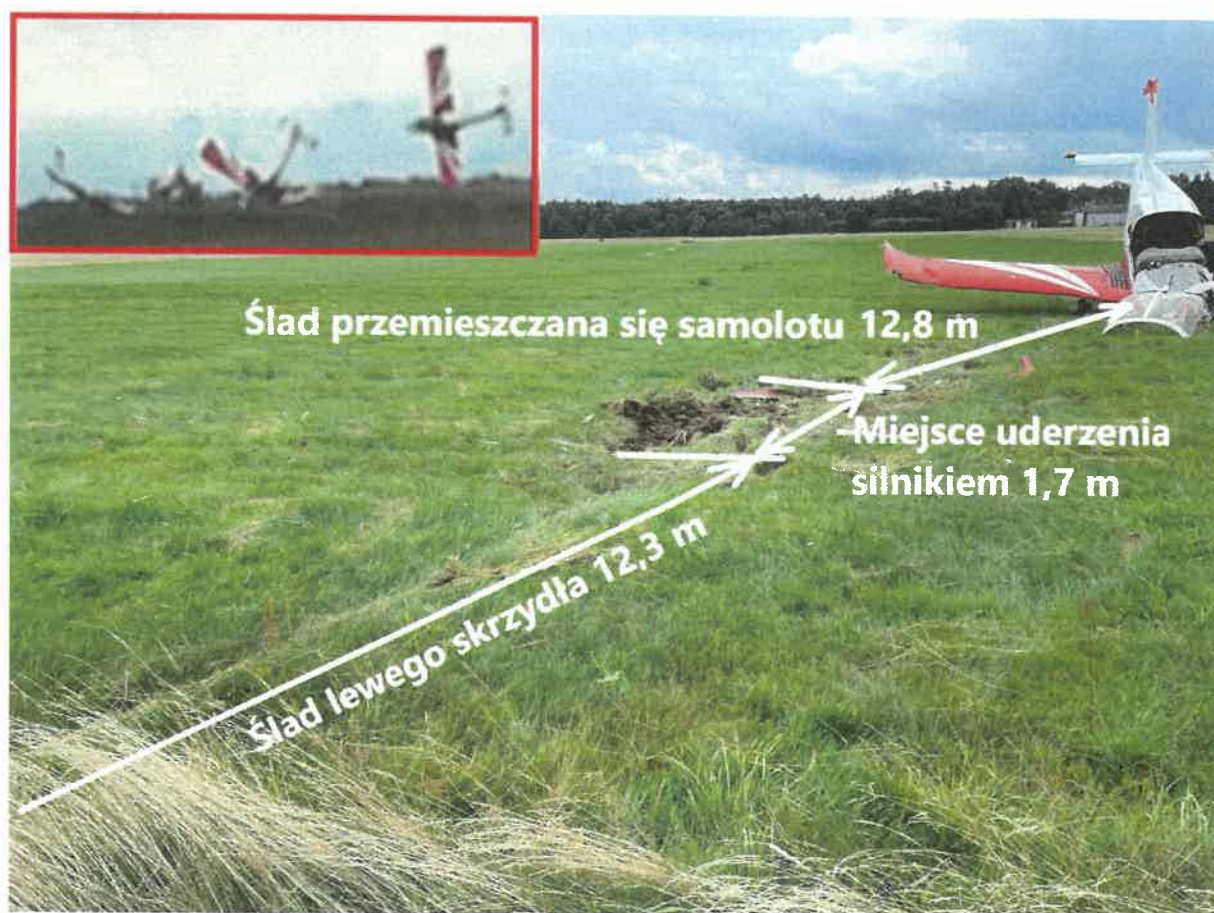 Ślad przemieszczana się samolotu 12,8 m
Miejsce uderzenia
silnikiem 1,7 m
Ślad lewego skrzydła 12,3 m